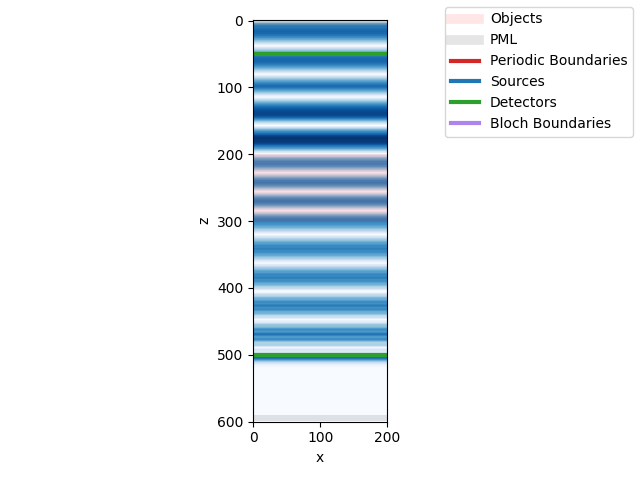 Objects
PML
Periodic Boundaries
Sources
Detectors
Bloch Boundaries
0
100
200
300
400
500
600
z
0 100 200
x